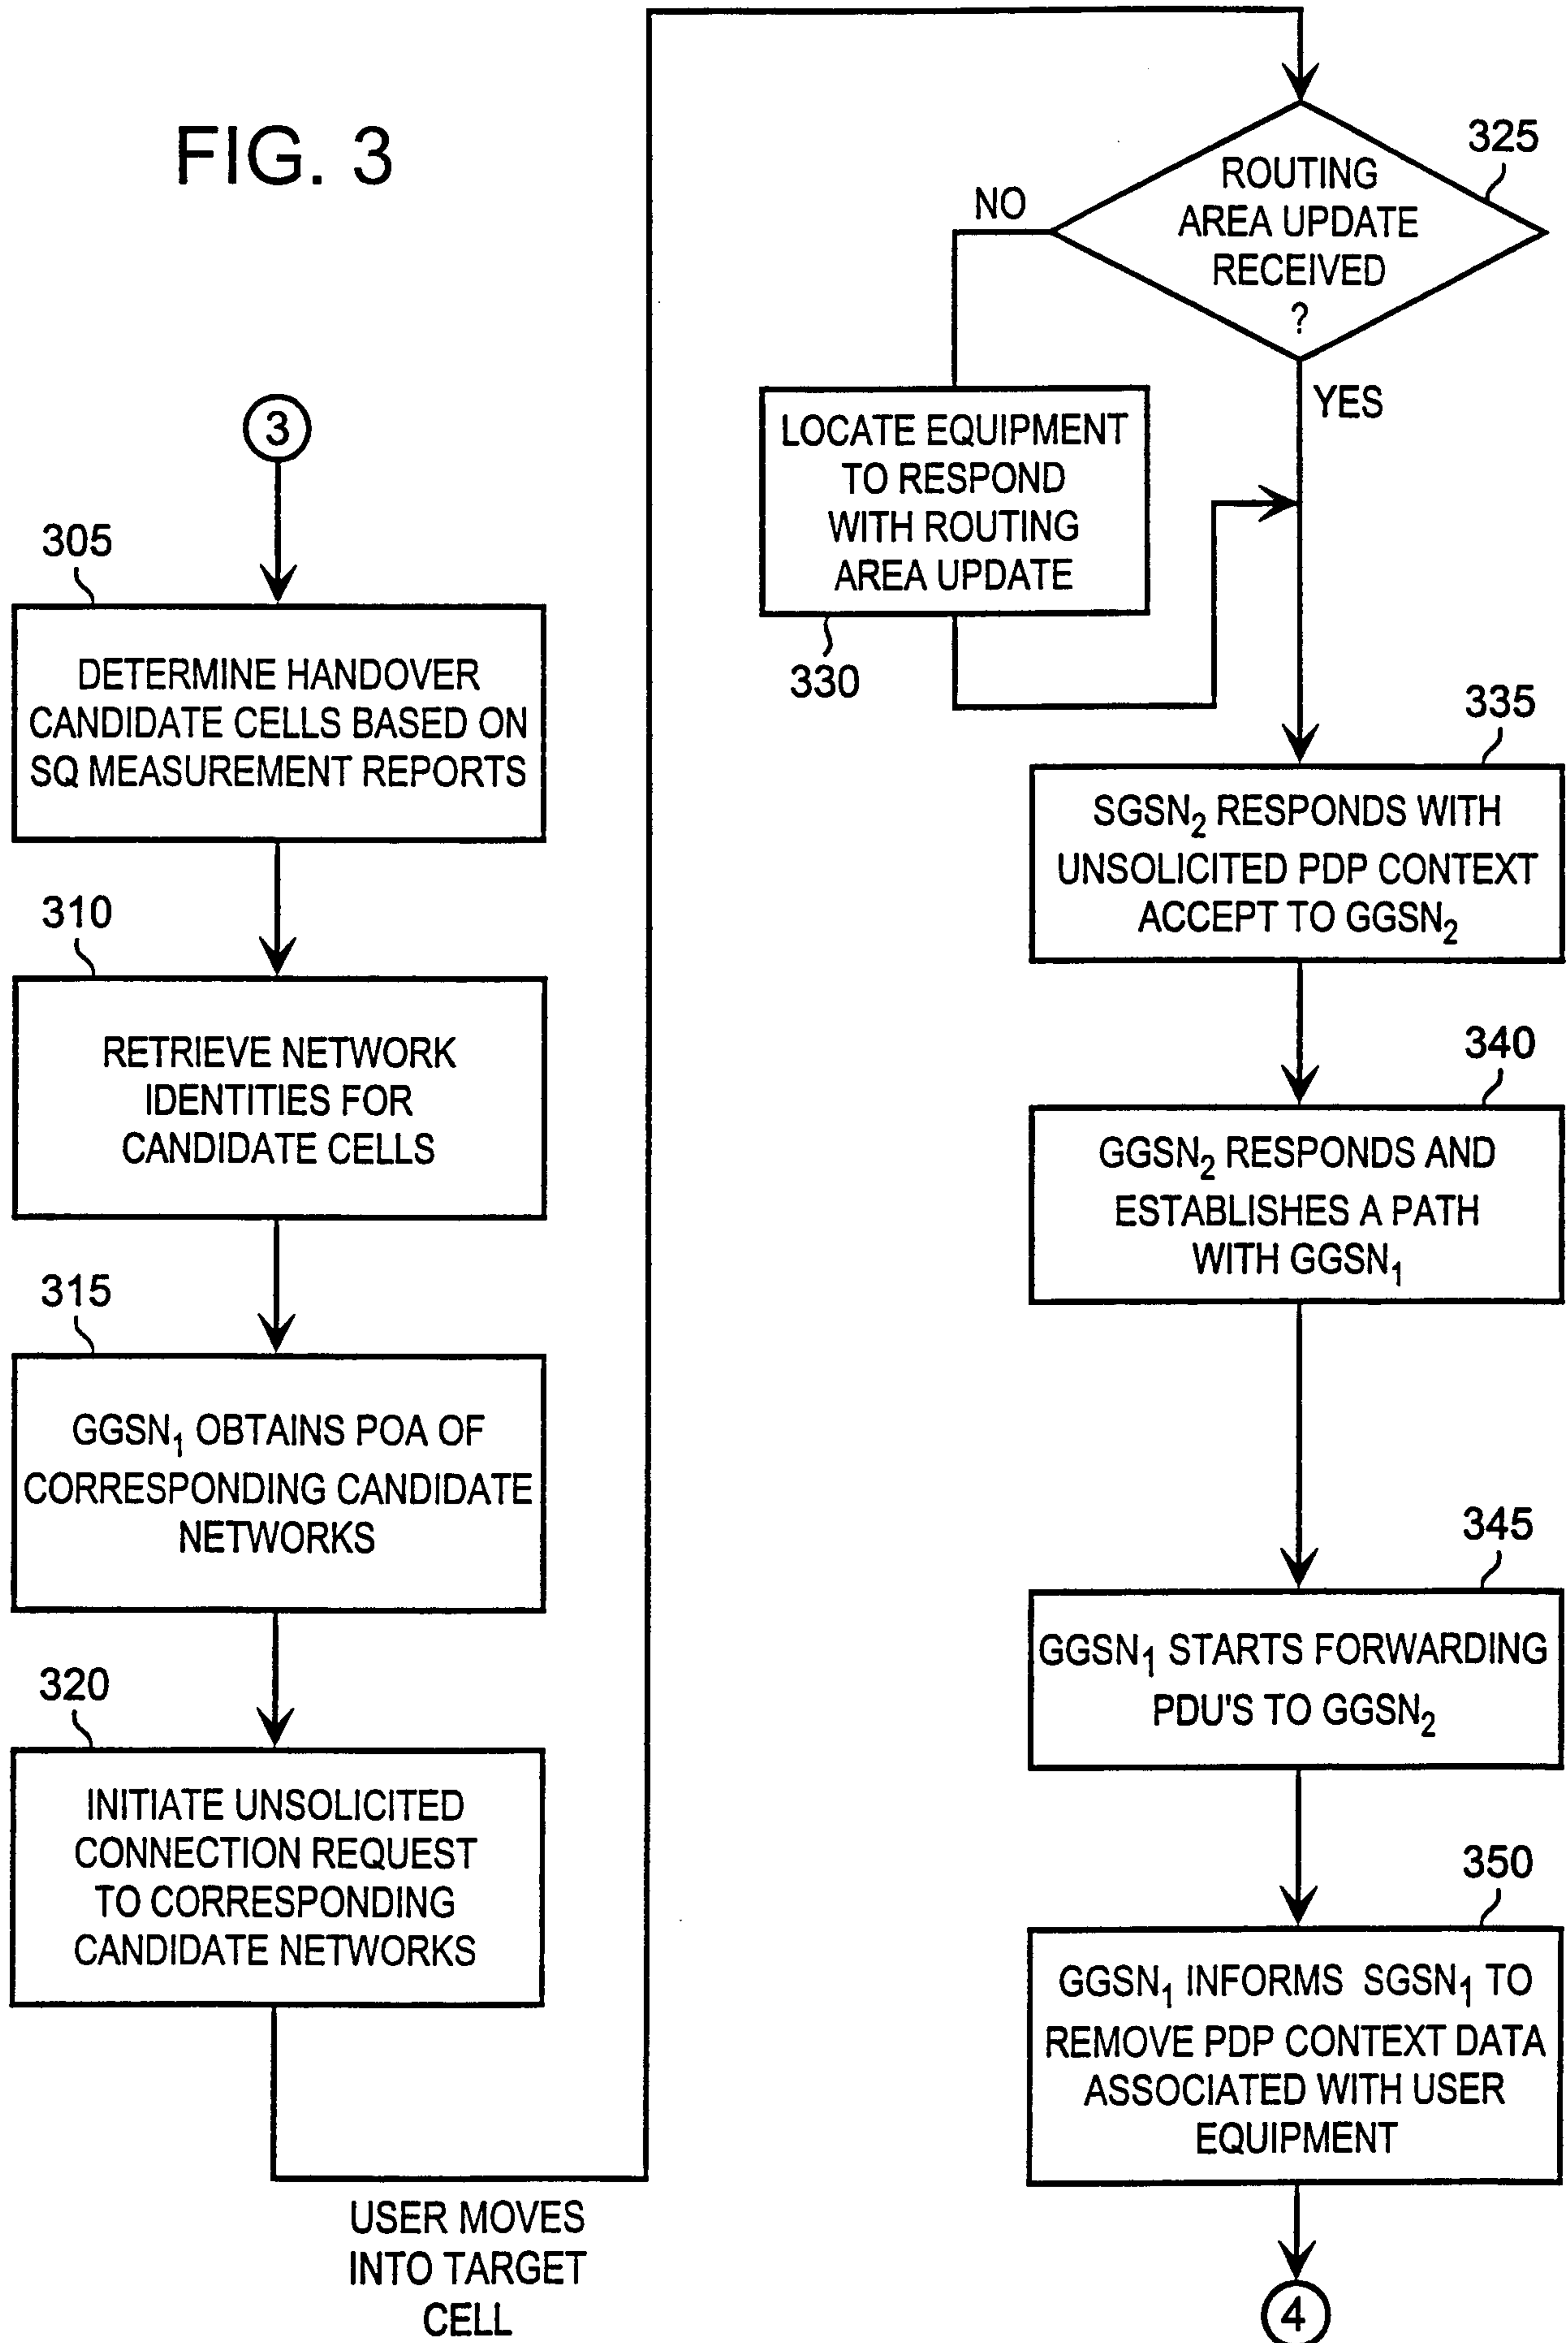 FIG. 3
3
305
DETERMINE HANDOVER
CANDIDATE CELLS BASED ON
SQ MEASUREMENT REPORTS
310
RETRIEVE NETWORK
IDENTITIES FOR
CANDIDATE CELLS
315
GGSN₁ OBTAINS POA OF
CORRESPONDING CANDIDATE
NETWORKS
320
INITIATE UNSOLICITED
CONNECTION REQUEST
TO CORRESPONDING
CANDIDATE NETWORKS
USER MOVES
INTO TARGET
CELL
325
ROUTING
AREA UPDATE
RECEIVED
?
NO
YES
LOCATE EQUIPMENT
TO RESPOND
WITH ROUTING
AREA UPDATE
330
335
SGSN₂ RESPONDS WITH
UNSOLICITED PDP CONTEXT
ACCEPT TO GGSN₂
340
GGSN₂ RESPONDS AND
ESTABLISHES A PATH
WITH GGSN₁
345
GGSN₁ STARTS FORWARDING
PDU'S TO GGSN₂
350
GGSN₁ INFORMS SGSN₁ TO
REMOVE PDP CONTEXT DATA
ASSOCIATED WITH USER
EQUIPMENT
4